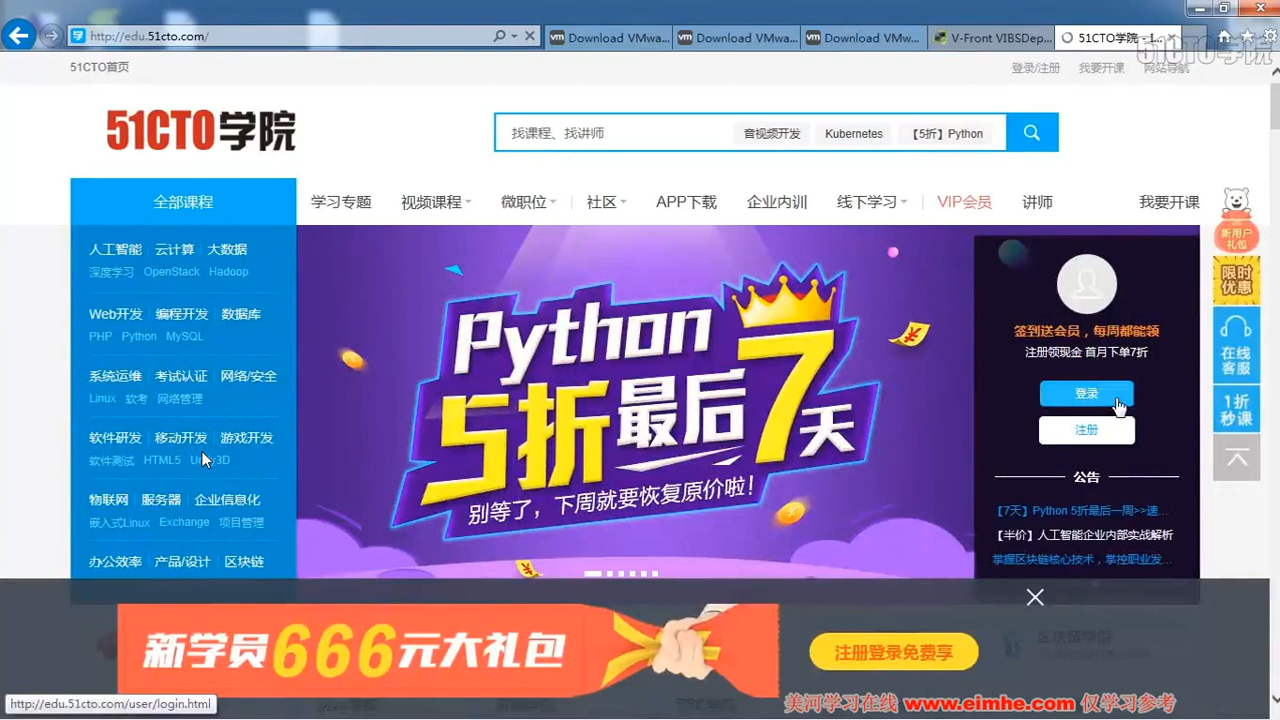 http://edu.51cto.com/
Download VMwa...
Download VMwa...
Download VMwa...
V-Front VIBSDep...
51CTO学院 - I...
51CTO学院
51CTO首页
登录/注册
我要开课
网站导航
51CTO学院
找课程、找讲师
音视频开发
Kubernetes
【5折】Python
全部课程
学习专题
视频课程
微职位
社区
APP下载
企业内训
线下学习
VIP会员
讲师
我要开课
人工智能 云计算 大数据
深度学习 OpenStack Hadoop
Web开发 编程开发 数据库
PHP Python MySQL
系统运维 考试认证 网络/安全
Linux 软考 网络管理
软件研发 移动开发 游戏开发
软件测试 HTML5 Unity3D
物联网 服务器 企业信息化
嵌入式Linux Exchange 项目管理
办公效率 产品/设计 区块链
Python
5折最后7天
别等了，下周就要恢复原价啦！
签到送会员，每周都能领
注册领现金 首月下单7折
登录
注册
公告
【7天】Python 5折最后一周>>速...
【半价】人工智能企业内部实战解析
掌握区块链核心技术，掌控职业发...
新用户
礼包
限时
优惠
在线
客服
1折
秒课
新学员666元大礼包
注册登录免费享
区块链学院
http://edu.51cto.com/user/login.html
美河学习在线 www.eimhe.com 仅学习参考